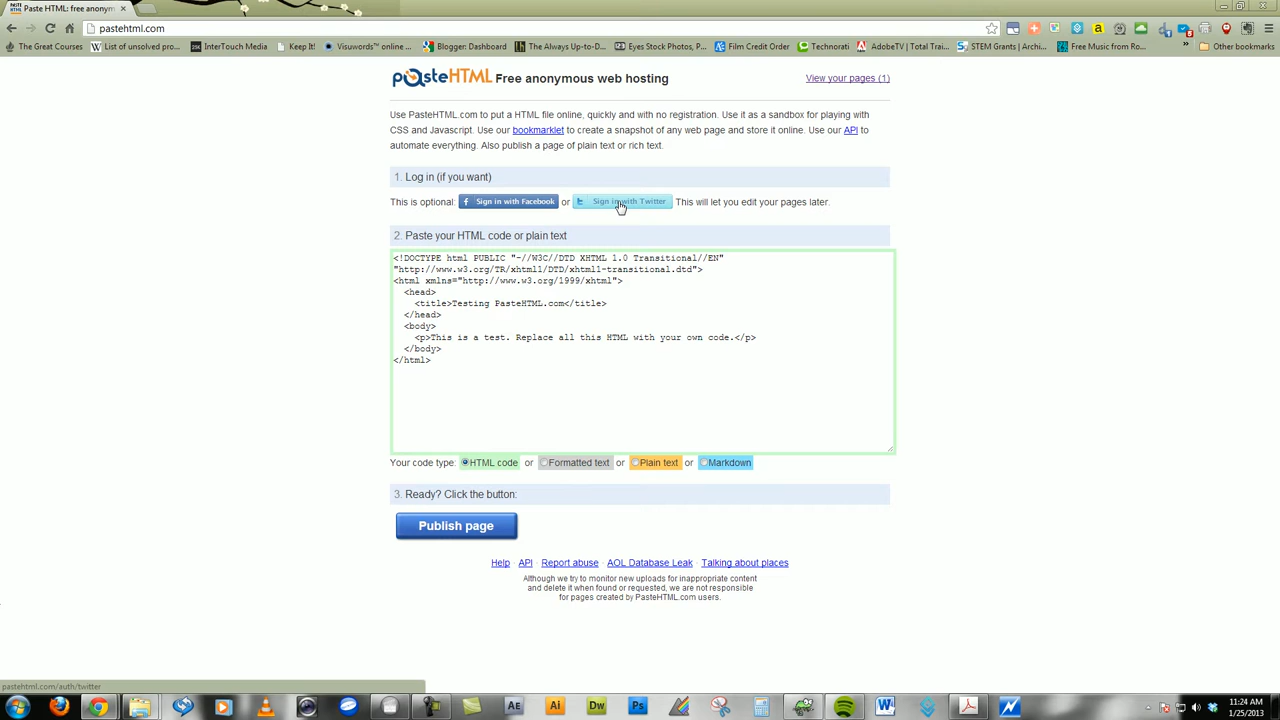 Paste HTML: free anonym
pastehtml.com
The Great Courses
List of unsolved pro...
InterTouch Media
Keep It!
Visuwords™ online ...
Blogger: Dashboard
The Always Up-to-D...
Eyes Stock Photos, P...
Film Credit Order
Technorati
AdobeTV | Total Trai...
STEM Grants | Archi...
Free Music from Ro...
Other bookmarks
pasteHTML Free anonymous web hosting
View your pages (1)
Use PasteHTML.com to put a HTML file online, quickly and with no registration. Use it as a sandbox for playing with
CSS and Javascript. Use our bookmarklet to create a snapshot of any web page and store it online. Use our API to
automate everything. Also publish a page of plain text or rich text.
1. Log in (if you want)
This is optional: Sign in with Facebook or Sign in with Twitter This will let you edit your pages later.
2. Paste your HTML code or plain text
<!DOCTYPE html PUBLIC "-//W3C//DTD XHTML 1.0 Transitional//EN"
"http://www.w3.org/TR/xhtml1/DTD/xhtml1-transitional.dtd">
<html xmlns="http://www.w3.org/1999/xhtml">
<head>
<title>Testing PasteHTML.com</title>
</head>
<body>
<p>This is a test. Replace all this HTML with your own code.</p>
</body>
</html>
Your code type: HTML code or Formatted text or Plain text or Markdown
3. Ready? Click the button:
Publish page
Help · API · Report abuse · AOL Database Leak · Talking about places
Although we try to monitor new uploads for inappropriate content
and delete it when found or requested, we are not responsible
for pages created by PasteHTML.com users.
pastehtml.com/auth/twitter
AE Ai Dw Ps
11:24 AM
1/25/2013